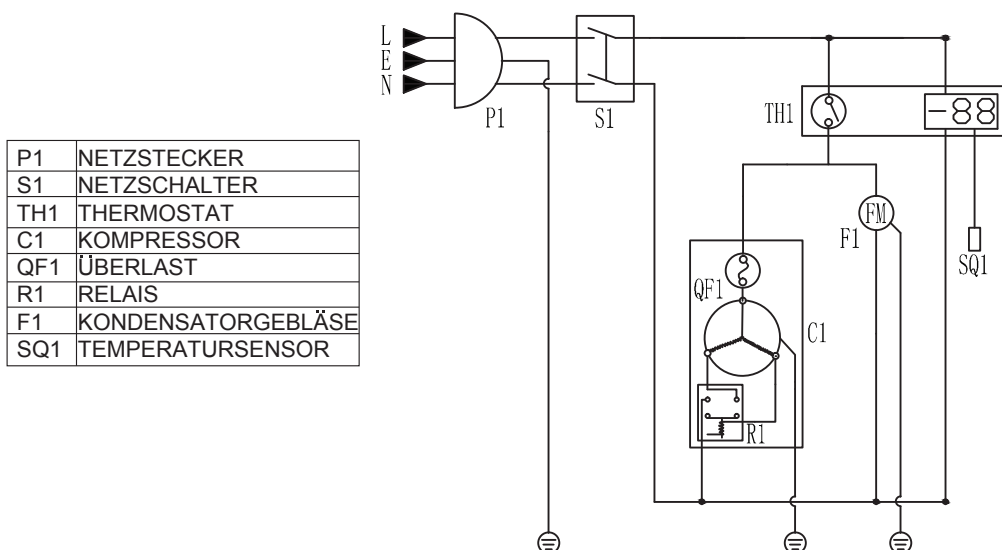 L
E
N
P1
S1
TH1
-88
P1 NETZSTECKER
S1 NETZSCHALTER
TH1 THERMOSTAT
C1 KOMPRESSOR
QF1 ÜBERLAST
R1 RELAIS
F1 KONDENSATORGEBLÄSE
SQ1 TEMPERATURSENSOR
FM
F1
SQ1
QF1
C1
R1